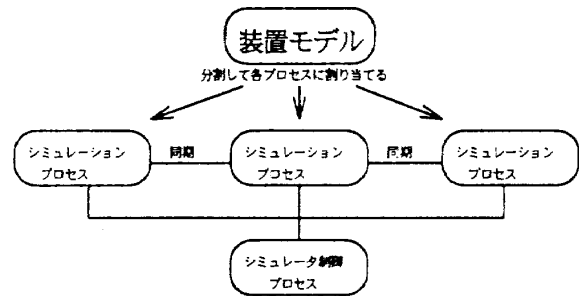 装置モデル
分割して各プロセスに割り当てる
シミュレーション
プロセス
同期
シミュレーション
プロセス
同期
シミュレーション
プロセス
シミュレータ制御
プロセス